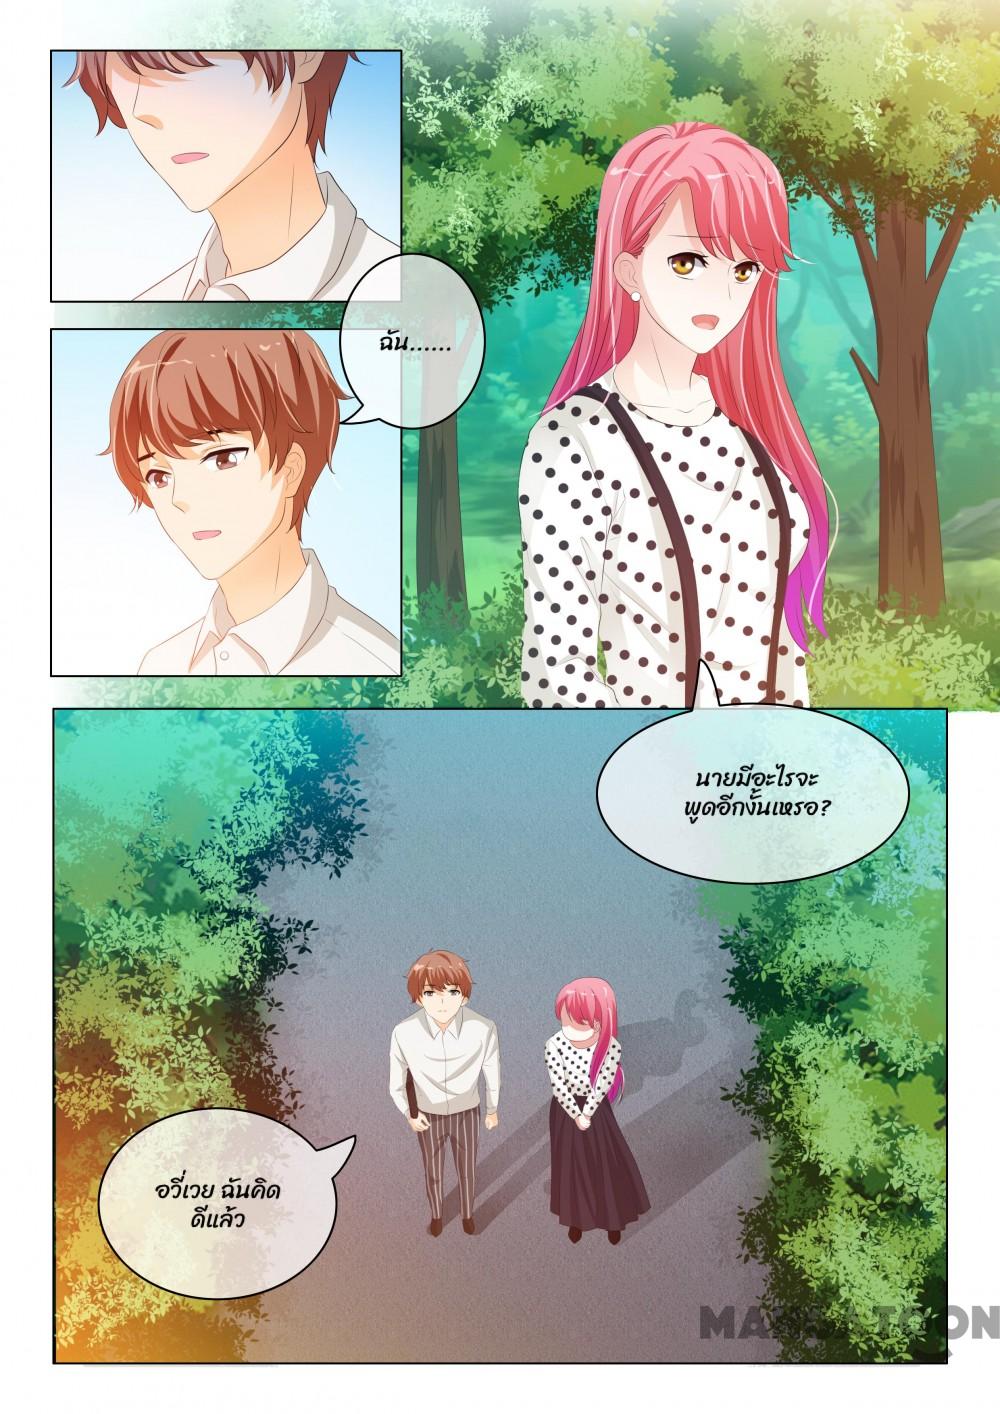 ฉัน......
นายมีอะไรจะ
พูดอีกงั้นเหรอ?
อวี่เวย ฉันคิด
ดีแล้ว
MANGATOON